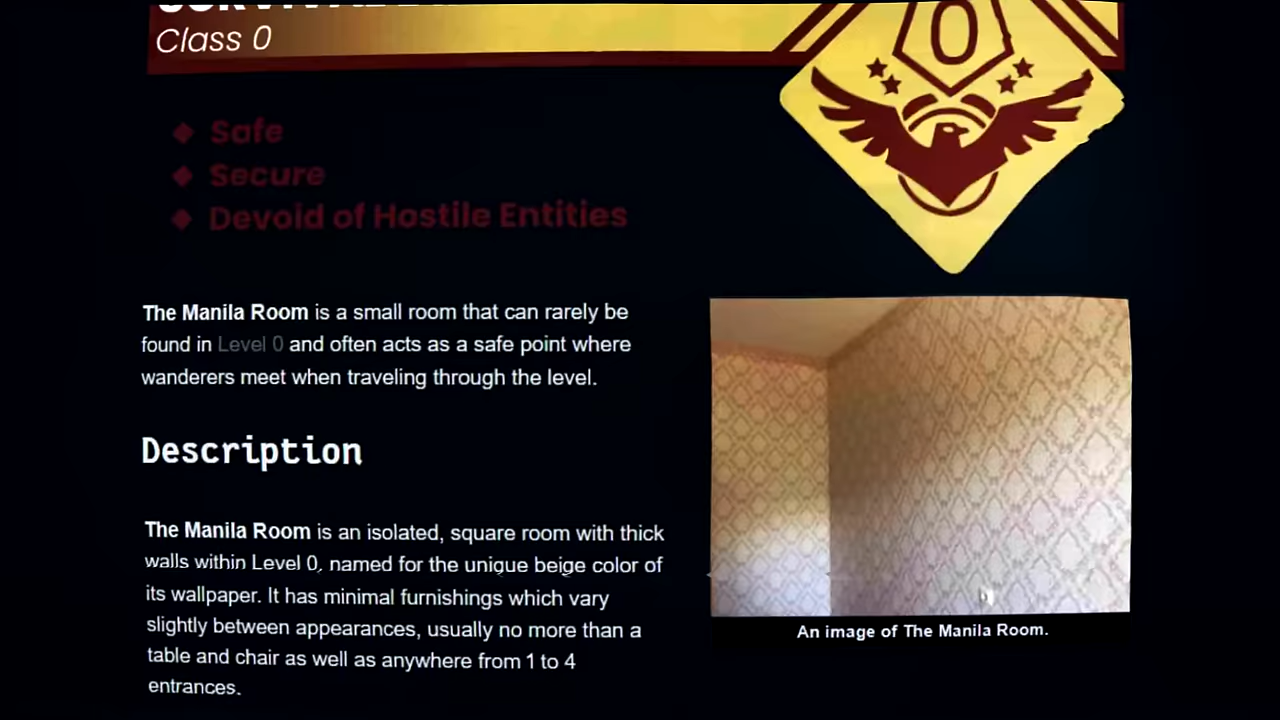 Class 0
0
Safe
Secure
Devoid of Hostile Entities
The Manila Room is a small room that can rarely be
found in Level 0 and often acts as a safe point where
wanderers meet when traveling through the level.
Description
The Manila Room is an isolated, square room with thick
walls within Level 0, named for the unique beige color of
its wallpaper. It has minimal furnishings which vary
slightly between appearances, usually no more than a
table and chair as well as anywhere from 1 to 4
entrances.
An image of The Manila Room.